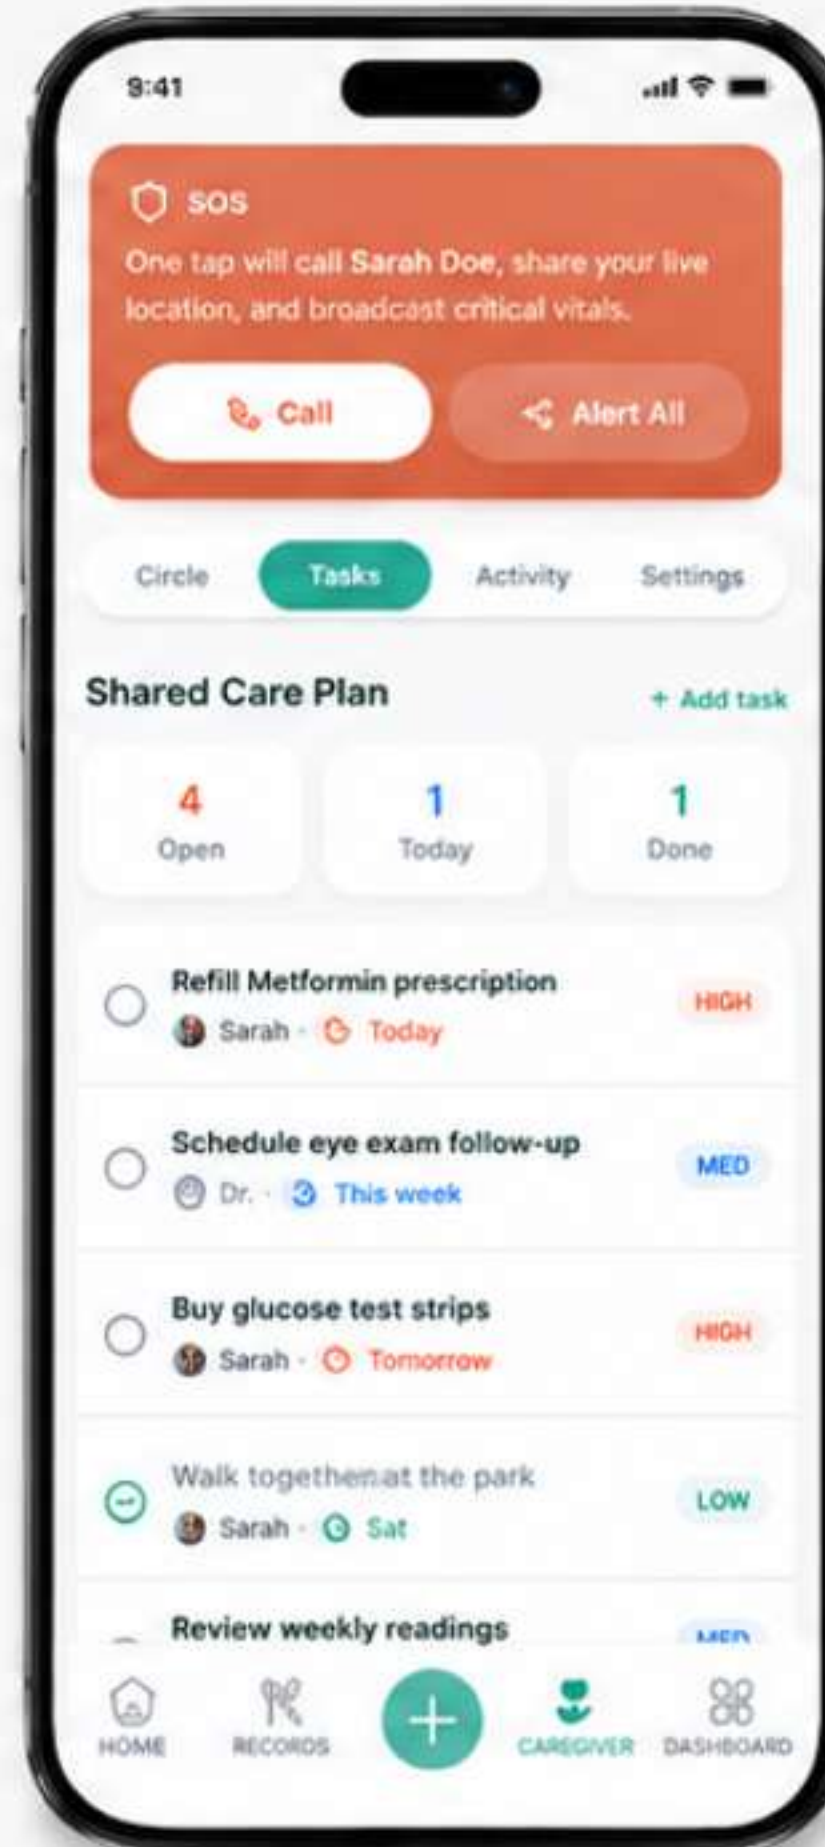 9:41
SOS
One tap will call Sarah Doe, share your live
location, and broadcast critical vitals.
Call
Alert All
Circle
Tasks
Activity
Settings
Shared Care Plan
+ Add task
4
Open
1
Today
1
Done
Refill Metformin prescription
Sarah · Today
HIGH
Schedule eye exam follow-up
Dr. · This week
MED
Buy glucose test strips
Sarah · Tomorrow
HIGH
Walk together at the park
Sarah · Sat
LOW
Review weekly readings
MED
HOME
RECORDS
CAREGIVER
DASHBOARD